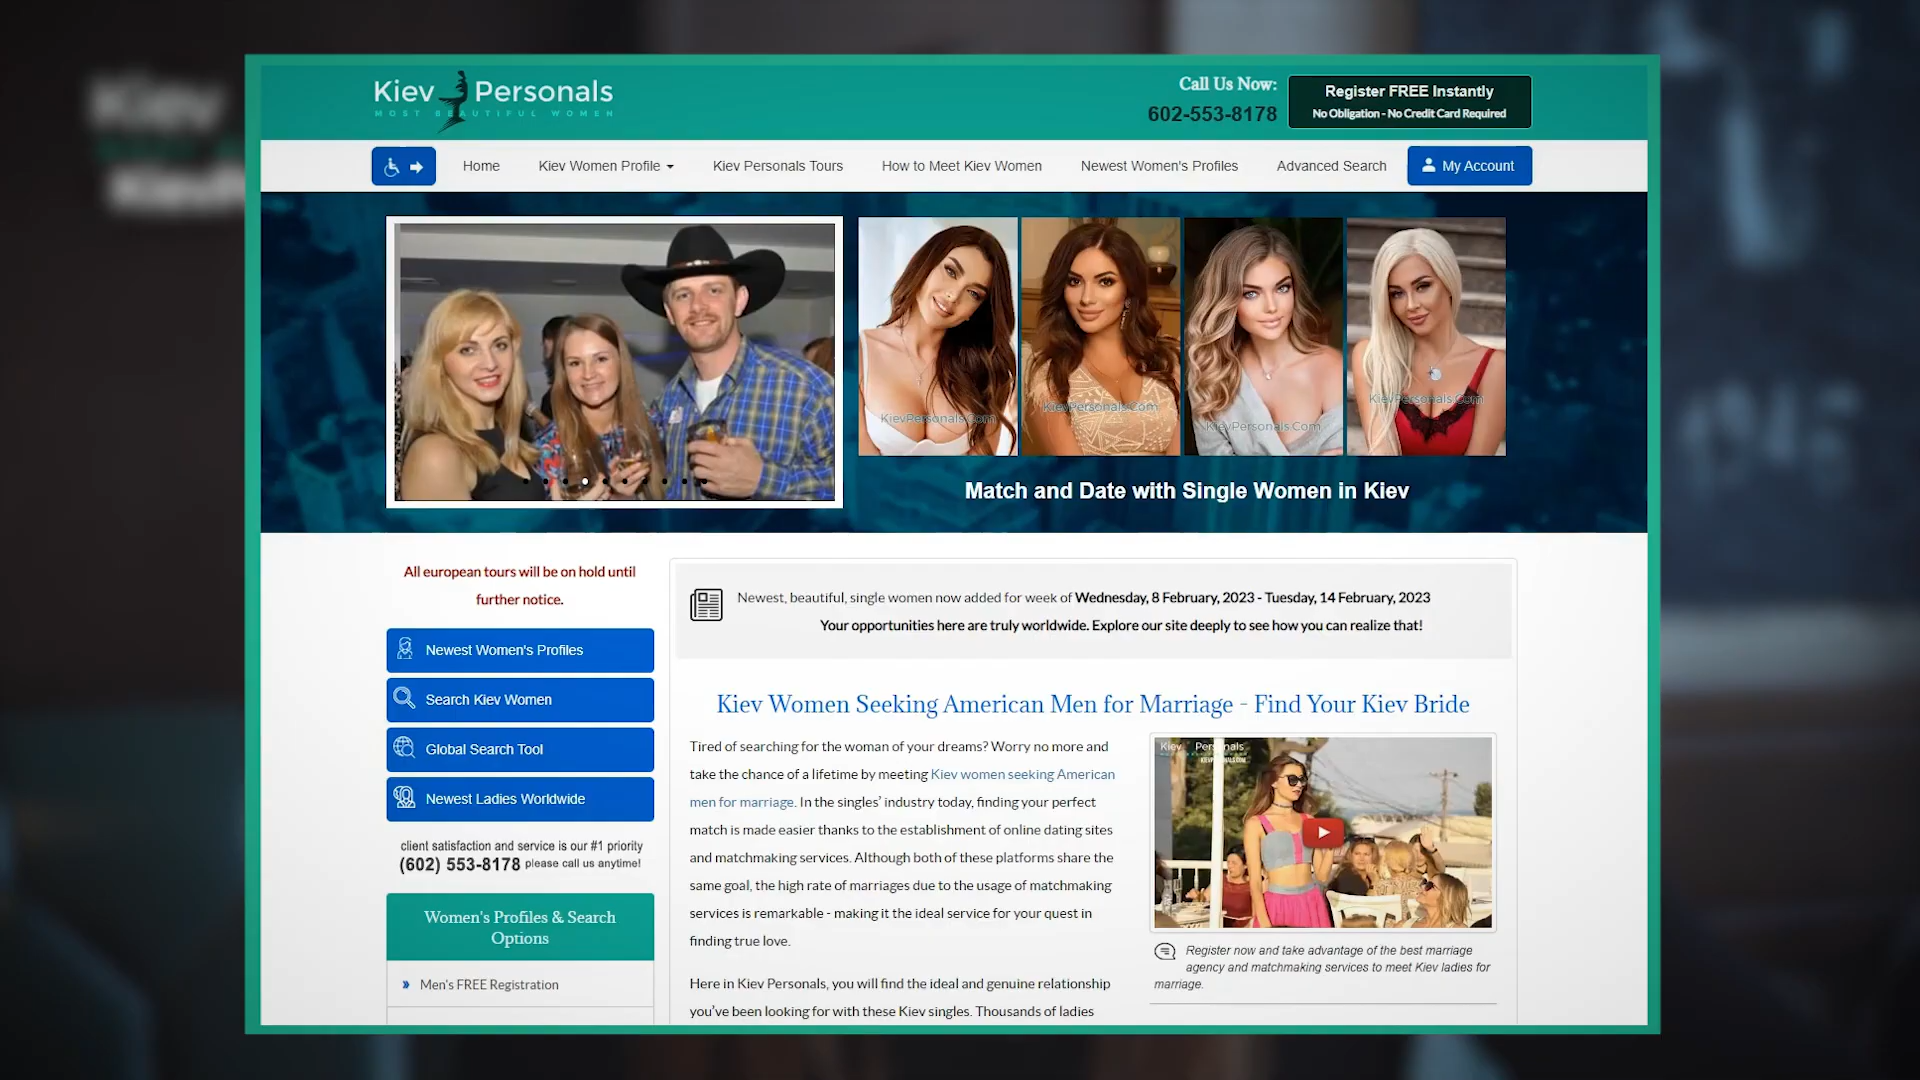 Kiev Personals
MOST BEAUTIFUL WOMEN
Call Us Now:
602-553-8178
Register FREE Instantly
No Obligation - No Credit Card Required
Home
Kiev Women Profile
Kiev Personals Tours
How to Meet Kiev Women
Newest Women's Profiles
Advanced Search
My Account
KievPersonals.Com
KievPersonals.Com
KievPersonals.Com
KievPersonals.Com
Match and Date with Single Women in Kiev
All european tours will be on hold until
further notice.
Newest Women's Profiles
Search Kiev Women
Global Search Tool
Newest Ladies Worldwide
client satisfaction and service is our #1 priority
(602) 553-8178 please call us anytime!
Women's Profiles & Search
Options
» Men's FREE Registration
Newest, beautiful, single women now added for week of Wednesday, 8 February, 2023 - Tuesday, 14 February, 2023
Your opportunities here are truly worldwide. Explore our site deeply to see how you can realize that!
Kiev Women Seeking American Men for Marriage - Find Your Kiev Bride
Tired of searching for the woman of your dreams? Worry no more and
take the chance of a lifetime by meeting Kiev women seeking American
men for marriage. In the singles’ industry today, finding your perfect
match is made easier thanks to the establishment of online dating sites
and matchmaking services. Although both of these platforms share the
same goal, the high rate of marriages due to the usage of matchmaking
services is remarkable - making it the ideal service for your quest in
finding true love.
Here in Kiev Personals, you will find the ideal and genuine relationship
you’ve been looking for with these Kiev singles. Thousands of ladies
Kiev Personals
KIEVPERSONALS.COM
Register now and take advantage of the best marriage
agency and matchmaking services to meet Kiev ladies for
marriage.